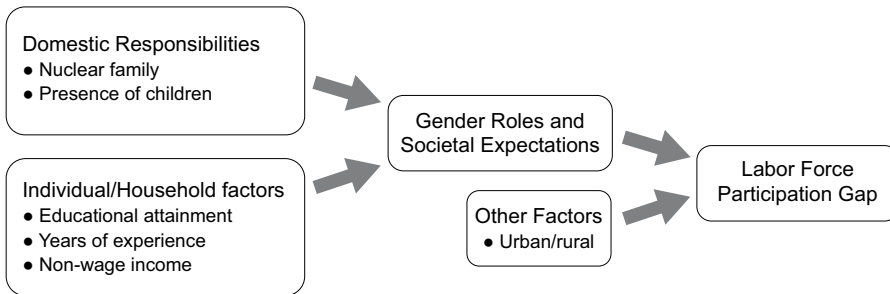 Domestic Responsibilities
● Nuclear family
● Presence of children
Individual/Household factors
● Educational attainment
● Years of experience
● Non-wage income
Gender Roles and
Societal Expectations
Other Factors
● Urban/rural
Labor Force
Participation Gap